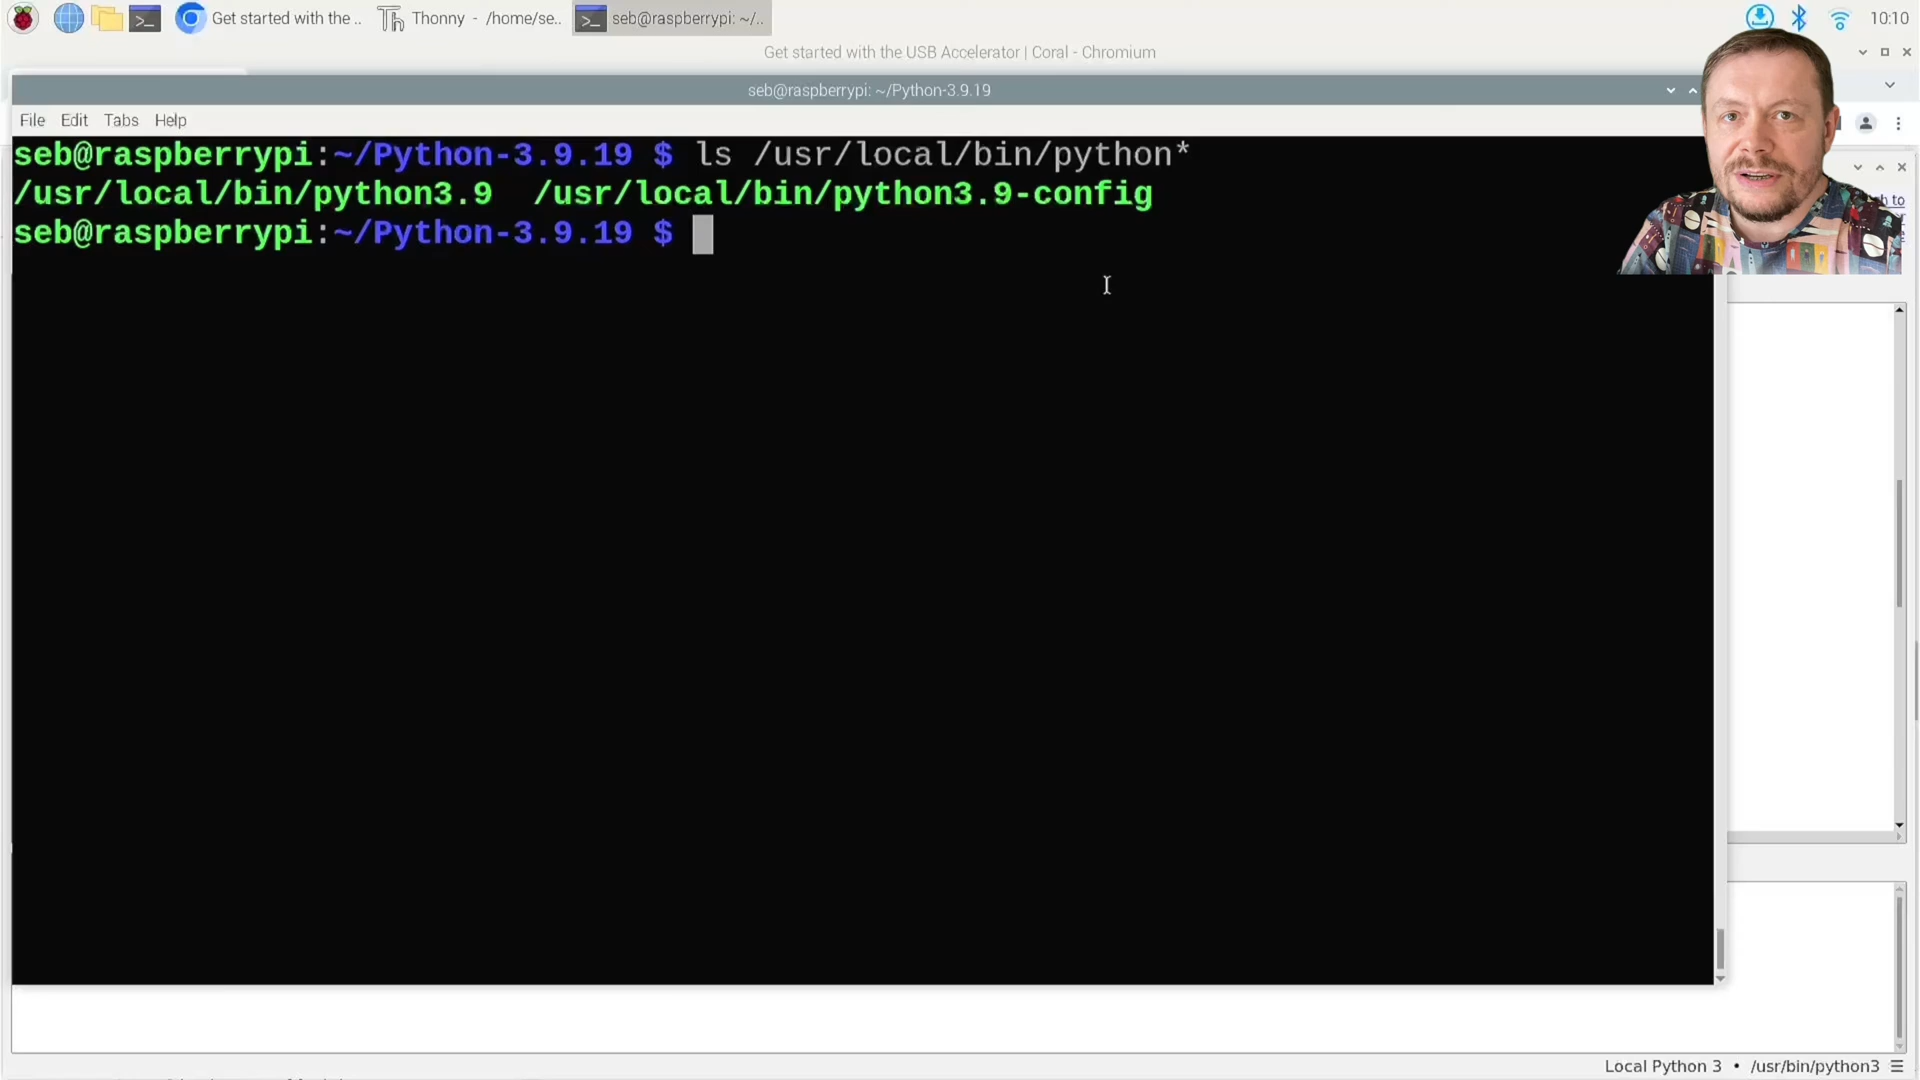 Get started with the ..
Thonny - /home/se..
seb@raspberrypi: ~/..
10:10
Get started with the USB Accelerator | Coral - Chromium
seb@raspberrypi: ~/Python-3.9.19
File Edit Tabs Help
seb@raspberrypi:~/Python-3.9.19 $ ls /usr/local/bin/python*
/usr/local/bin/python3.9  /usr/local/bin/python3.9-config
seb@raspberrypi:~/Python-3.9.19 $
to
Local Python 3 • /usr/bin/python3